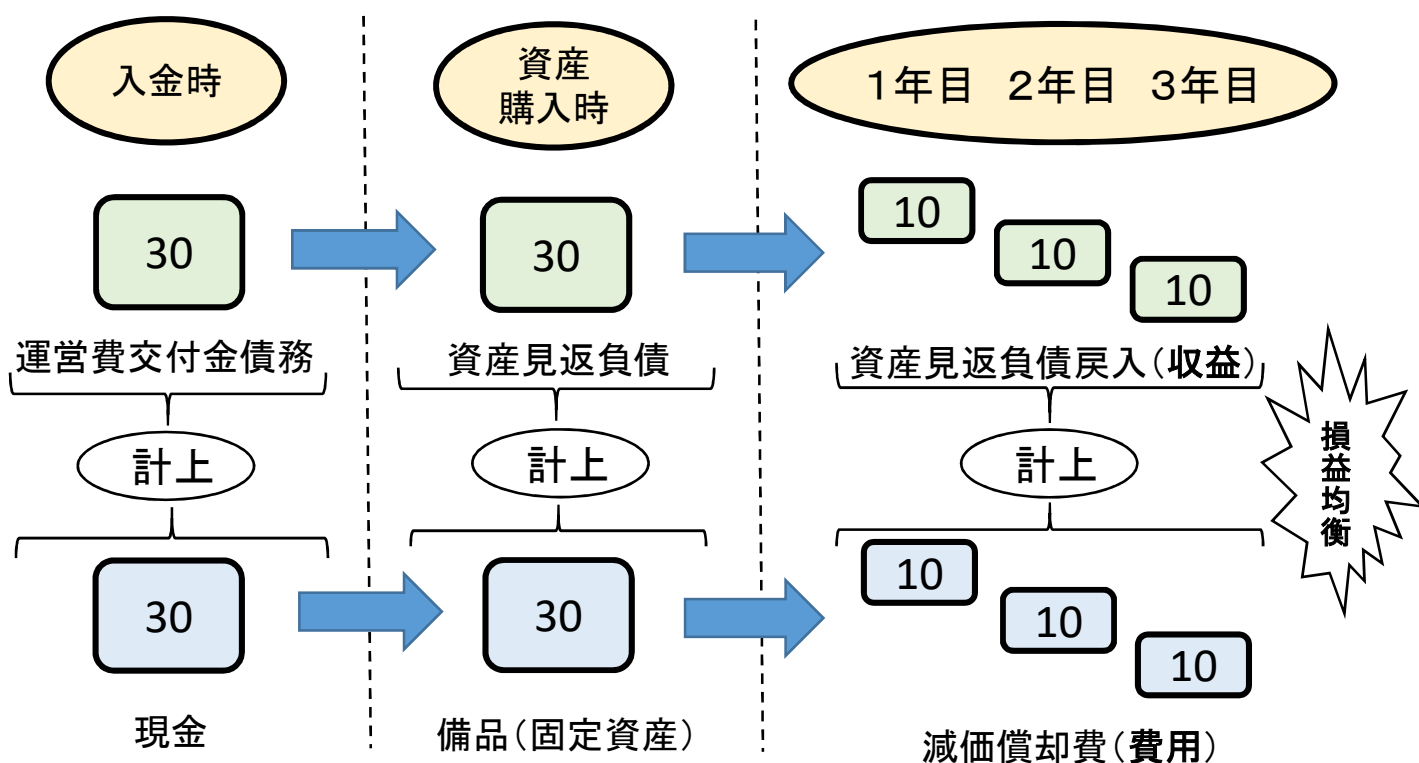 入金時
資産
購入時
1年目 2年目 3年目
30
30
10
10
10
運営費交付金債務
資産見返負債
資産見返負債戻入(収益)
計上
計上
計上
損益均衡
30
30
10
10
10
現金
備品(固定資産)
減価償却費(費用)